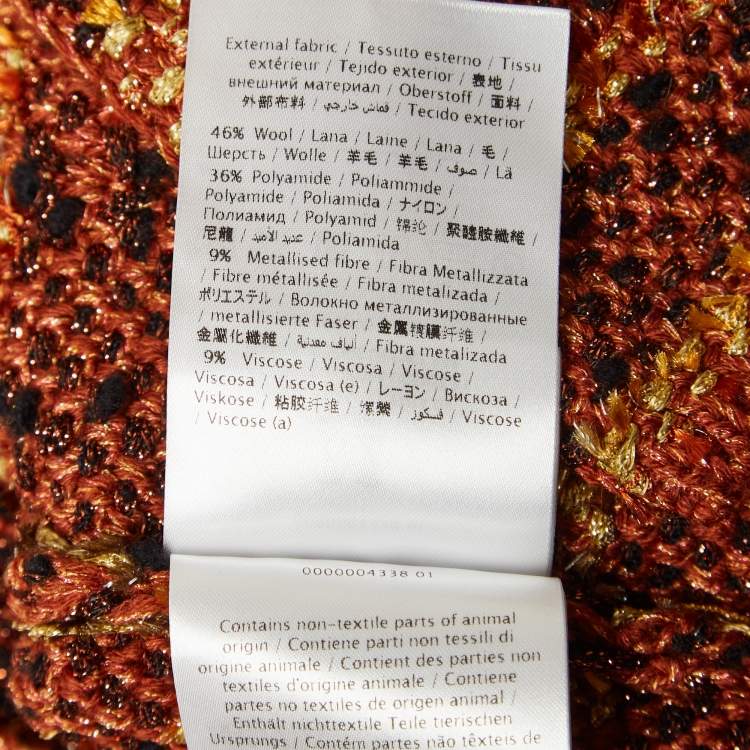 External fabric / Tessuto esterno / Tissu
extérieur / Tejido exterior / 表地 /
внешний материал / Oberstoff / 面料 /
外部布料 / قماش خارجي / Tecido exterior
46% Wool / Lana / Laine / Lana / 毛 /
Шерсть / Wolle / 羊毛 / 羊毛 / صوف / Lã
36% Polyamide / Poliammide /
Polyamide / Poliamida / ナイロン /
Полиамид / Polyamid / 锦纶 / 聚醯胺纖維 /
尼龍 / عديد الأميد / Poliamida
9% Metallised fibre / Fibra Metallizzata
/ Fibre métallisée / Fibra metalizada /
ポリエステル / Волокно металлизированные
/ metallisierte Faser / 金属镀膜纤维 /
金屬化纖維 / ألياف معدنية / Fibra metalizada
9% Viscose / Viscosa / Viscose /
Viscosa / Viscosa (e) / レーヨン / Вискоза /
Viskose / 粘胶纤维 / 嫘縈 / فسكوز / Viscose
/ Viscose (a)
0000004338 01
Contains non-textile parts of animal
origin / Contiene parti non tessili di
origine animale / Contient des parties non
textiles d'origine animale / Contiene
partes no textiles de origen animal /
Enthält nichttextile Teile tierischen
Ursprungs / Contém partes não têxteis de